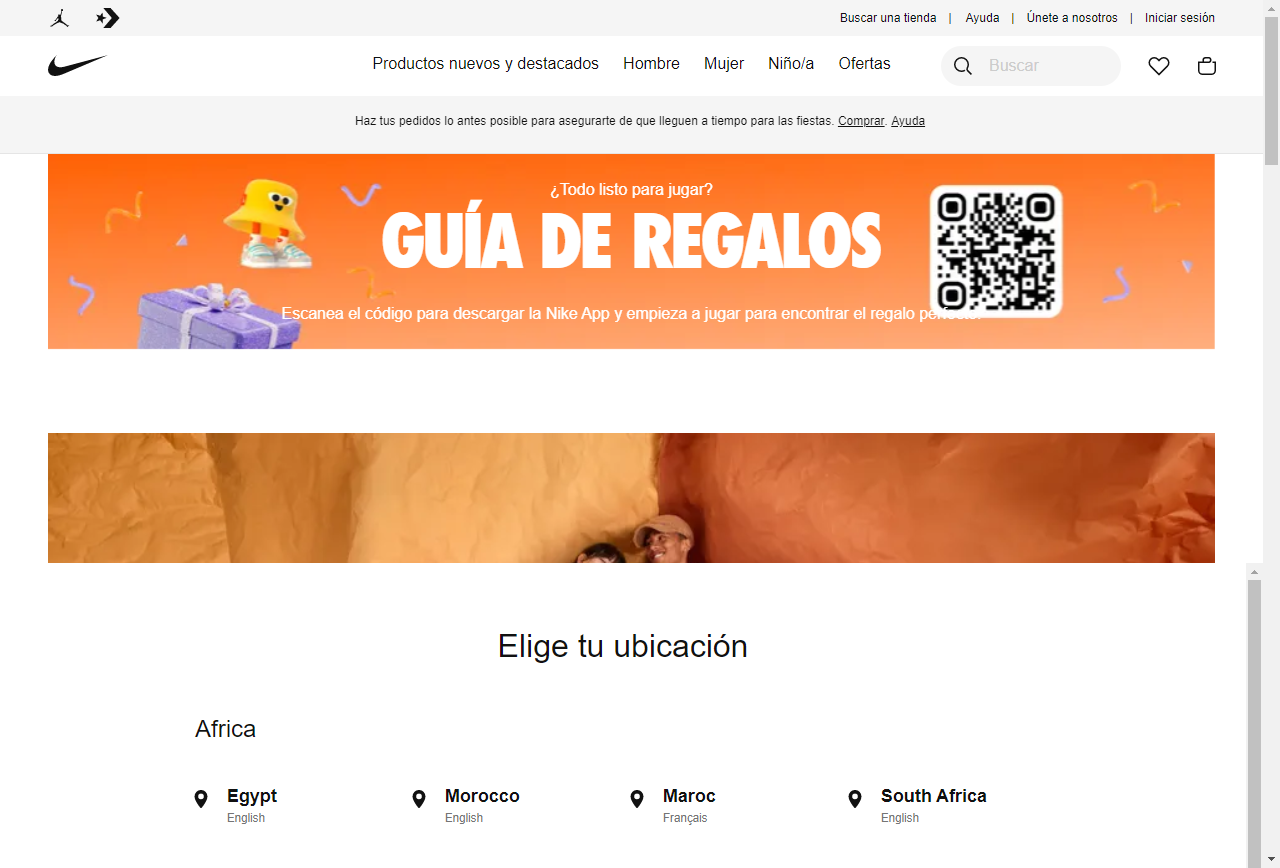 Buscar una tienda | Ayuda | Únete a nosotros | Iniciar sesión
Productos nuevos y destacados Hombre Mujer Niño/a Ofertas Buscar
Haz tus pedidos lo antes posible para asegurarte de que lleguen a tiempo para las fiestas. Comprar. Ayuda
¿Todo listo para jugar?
GUÍA DE REGALOS
Escanea el código para descargar la Nike App y empieza a jugar para encontrar el regalo perfecto.
Elige tu ubicación
Africa
Egypt Morocco Maroc South Africa
English English Français English